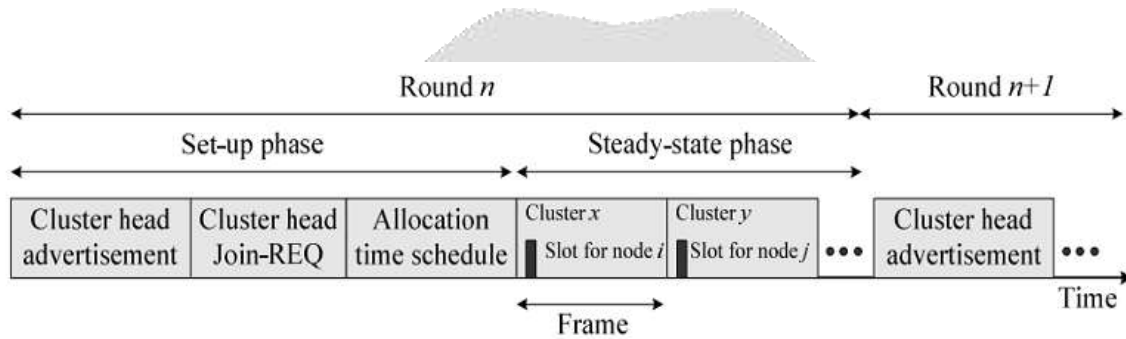 Round n
Round n+1
Set-up phase
Steady-state phase
Cluster head
advertisement
Cluster head
Join-REQ
Allocation
time schedule
Cluster x
Slot for node i
Cluster y
Slot for node j
•••
Cluster head
advertisement
•••
Time
Frame